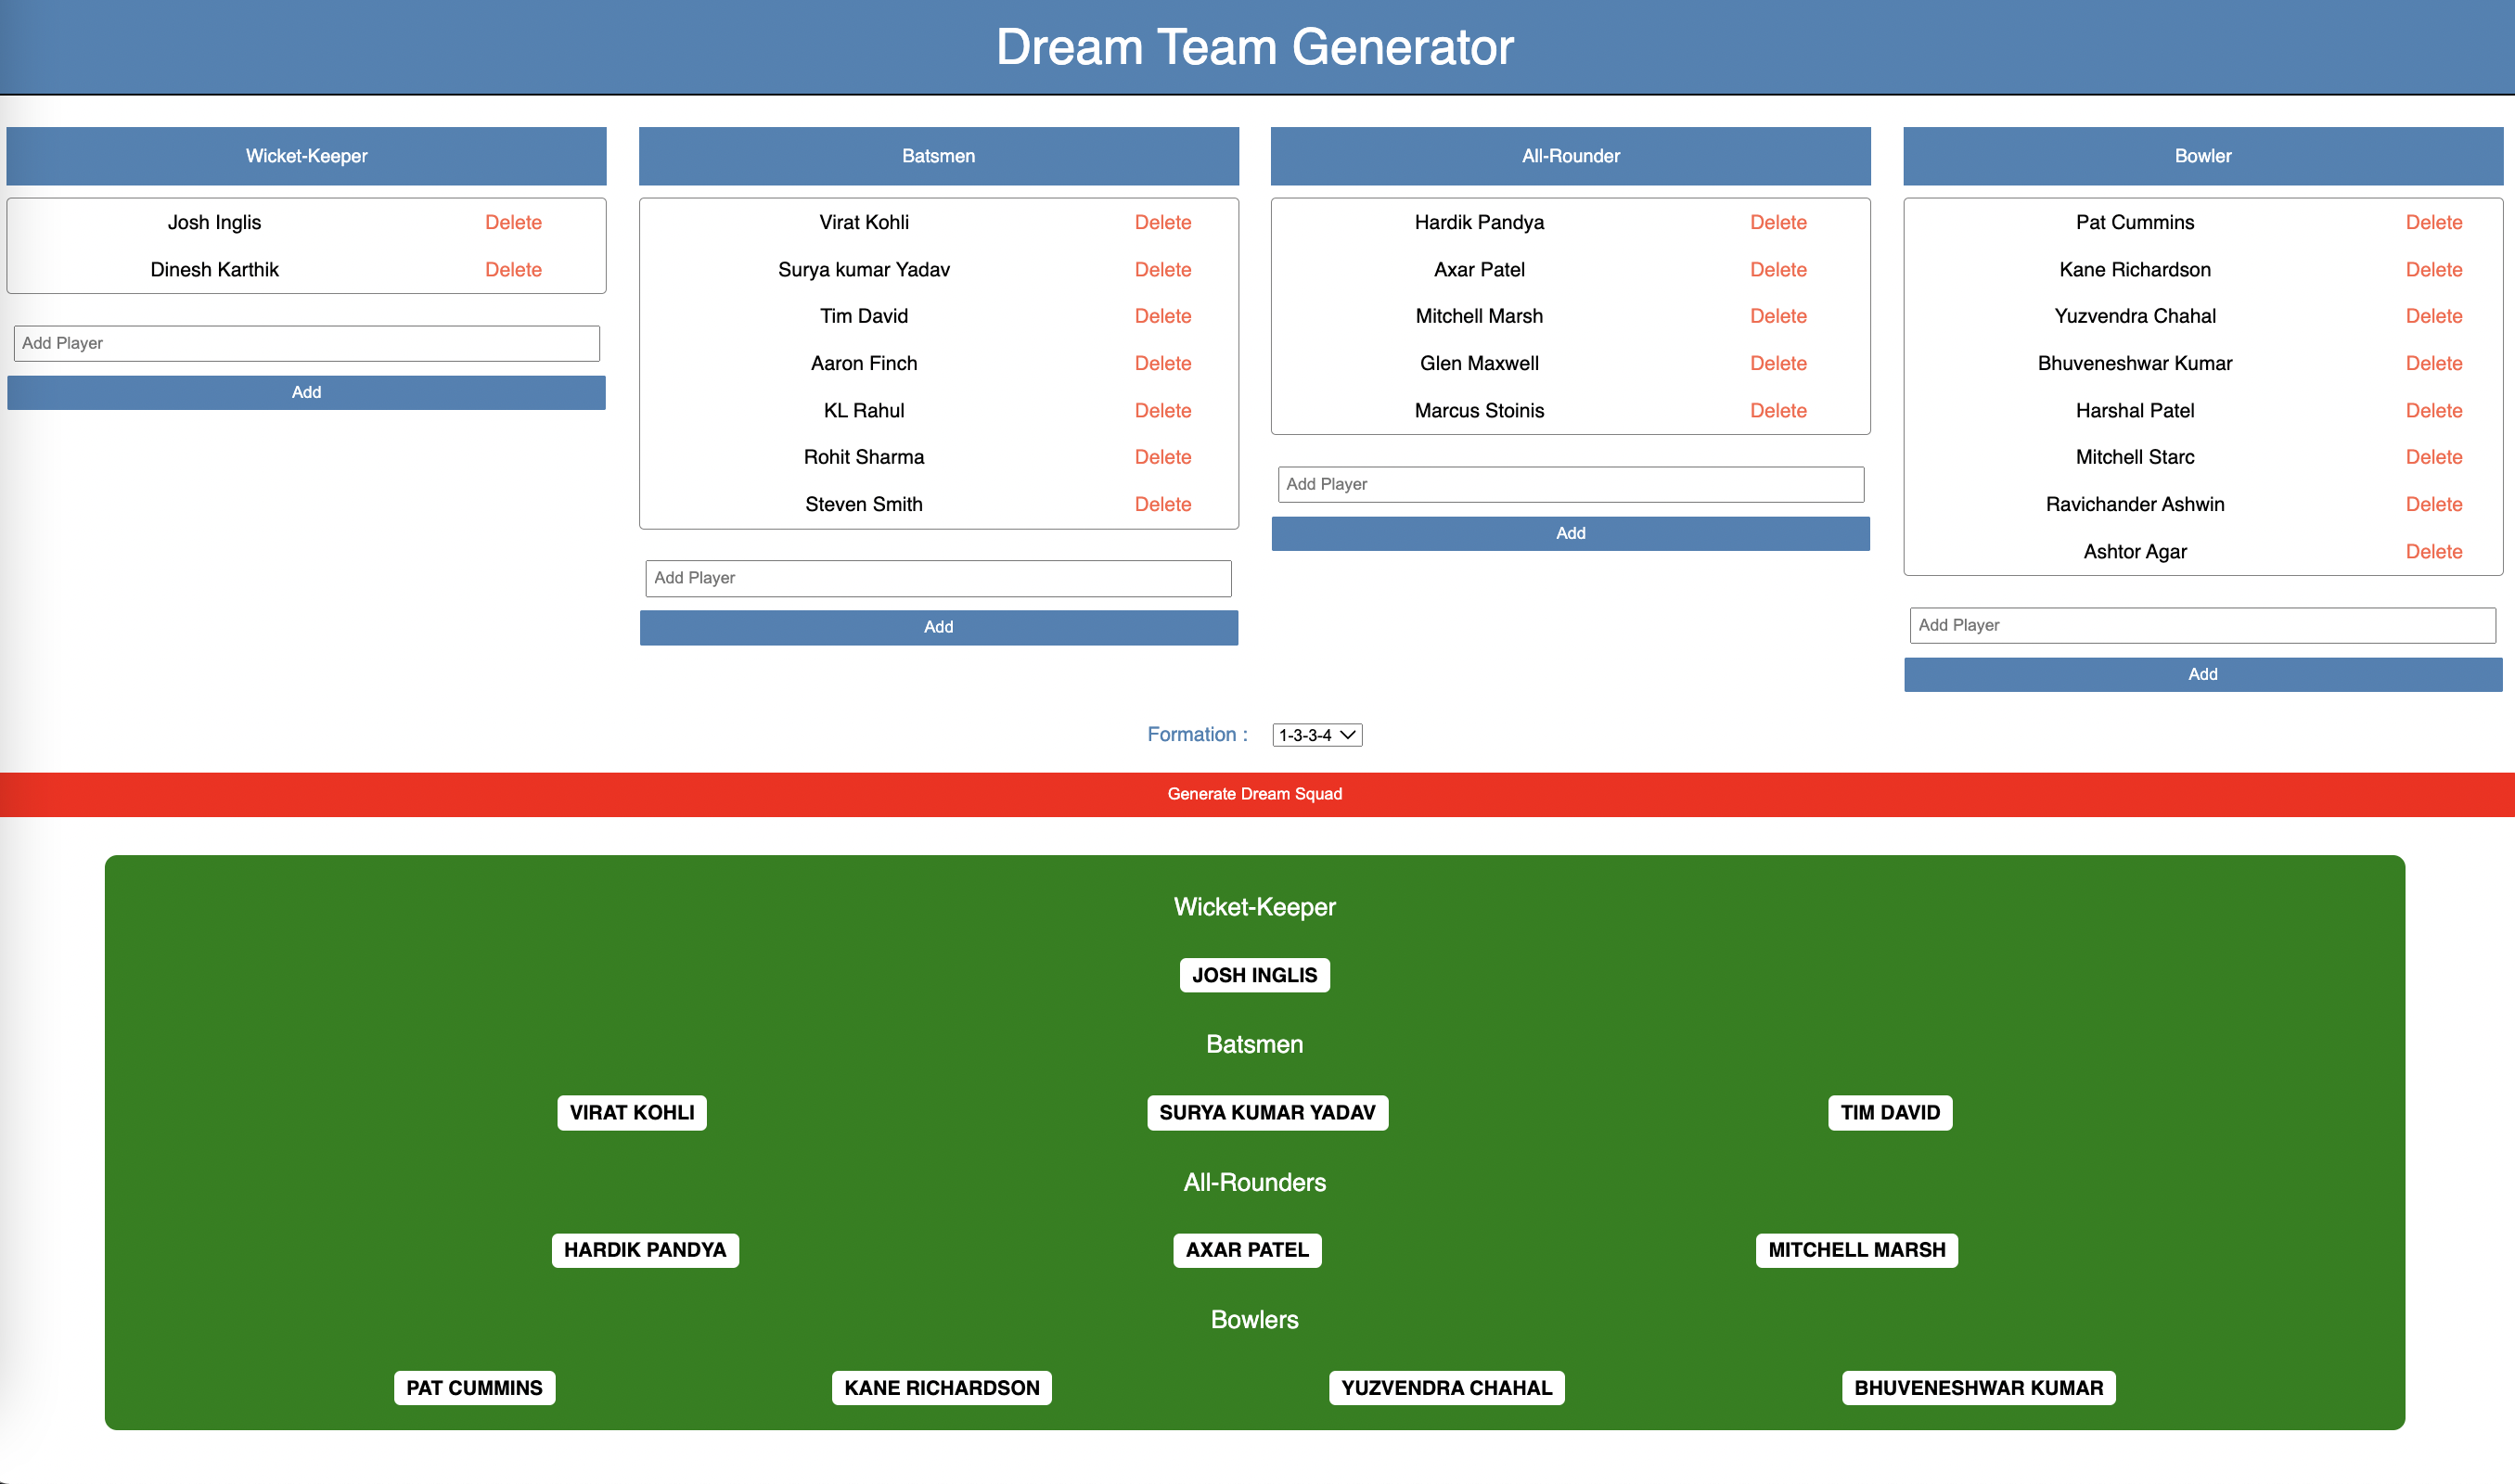 Dream Team Generator
Wicket-Keeper
Josh Inglis Delete
Dinesh Karthik Delete
Add Player
Add
Batsmen
Virat Kohli Delete
Surya kumar Yadav Delete
Tim David Delete
Aaron Finch Delete
KL Rahul Delete
Rohit Sharma Delete
Steven Smith Delete
Add Player
Add
All-Rounder
Hardik Pandya Delete
Axar Patel Delete
Mitchell Marsh Delete
Glen Maxwell Delete
Marcus Stoinis Delete
Add Player
Add
Bowler
Pat Cummins Delete
Kane Richardson Delete
Yuzvendra Chahal Delete
Bhuveneshwar Kumar Delete
Harshal Patel Delete
Mitchell Starc Delete
Ravichander Ashwin Delete
Ashtor Agar Delete
Add Player
Add
Formation : 1-3-3-4
Generate Dream Squad
Wicket-Keeper
JOSH INGLIS
Batsmen
VIRAT KOHLI SURYA KUMAR YADAV TIM DAVID
All-Rounders
HARDIK PANDYA AXAR PATEL MITCHELL MARSH
Bowlers
PAT CUMMINS KANE RICHARDSON YUZVENDRA CHAHAL BHUVENESHWAR KUMAR